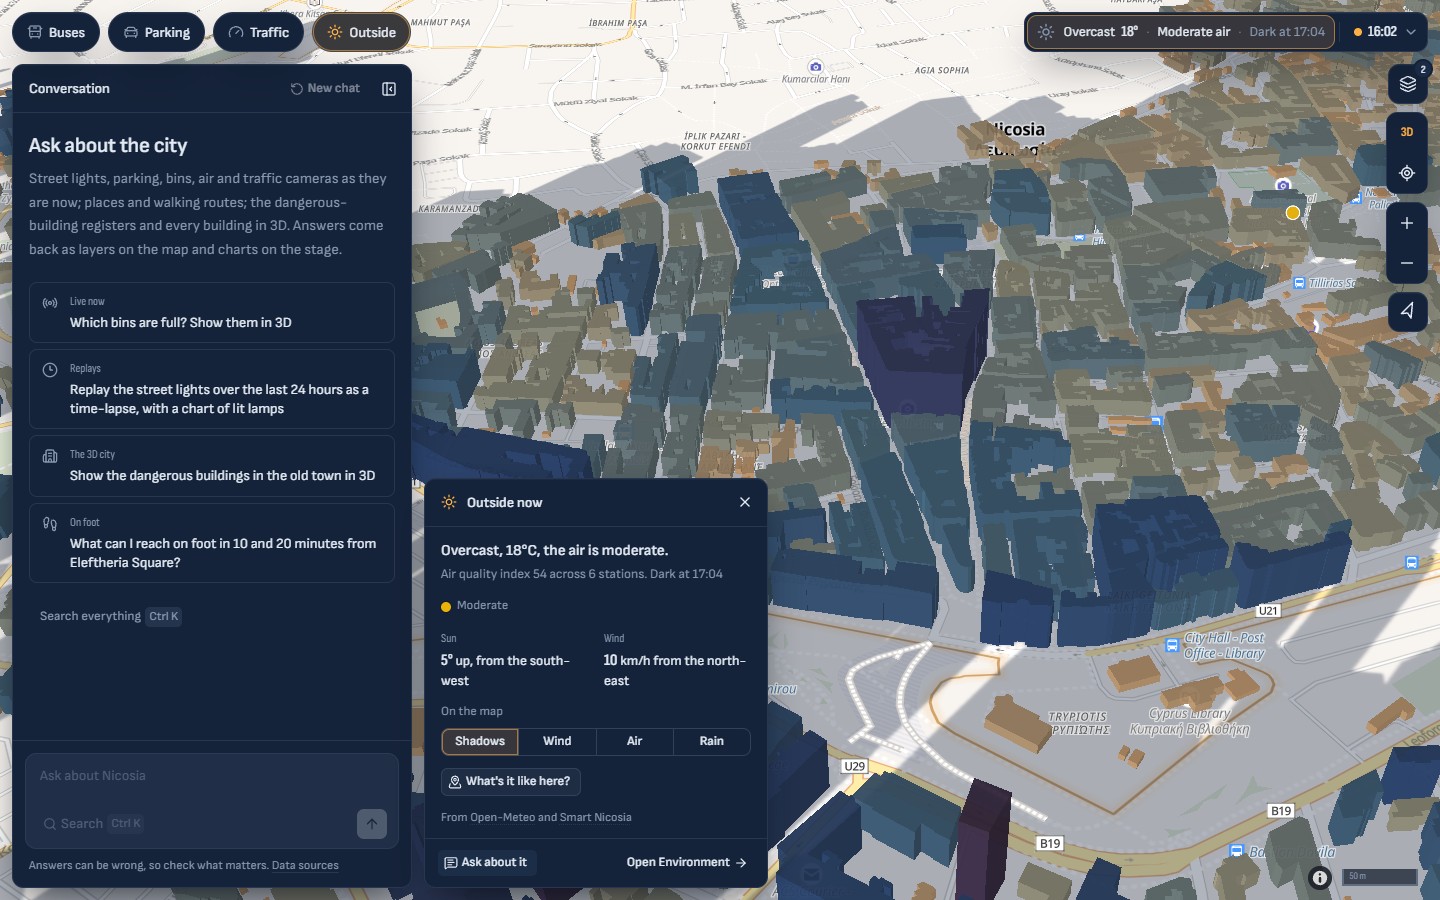 Buses
Parking
Traffic
Outside
Overcast 18° · Moderate air · Dark at 17:04
16:02
2
3D
Conversation
New chat
Ask about the city
Street lights, parking, bins, air and traffic cameras as they
are now; places and walking routes; the dangerous-
building registers and every building in 3D. Answers come
back as layers on the map and charts on the stage.
Live now
Which bins are full? Show them in 3D
Replays
Replay the street lights over the last 24 hours as a
time-lapse, with a chart of lit lamps
The 3D city
Show the dangerous buildings in the old town in 3D
On foot
What can I reach on foot in 10 and 20 minutes from
Eleftheria Square?
Search everything Ctrl K
Ask about Nicosia
Search Ctrl K
Answers can be wrong, so check what matters. Data sources
Outside now
Overcast, 18°C, the air is moderate.
Air quality index 54 across 6 stations. Dark at 17:04
Moderate
Sun
5° up, from the south-
west
Wind
10 km/h from the north-
east
On the map
Shadows
Wind
Air
Rain
What's it like here?
From Open-Meteo and Smart Nicosia
Ask about it
Open Environment →
MAHMUT PAŞA
İBRAHIM PAŞA
Kumarcılar Hanı
AGIA SOPHIA
İPLIK PAZARI -
KORKUT EFENDİ
KARAMANZAD
Nicosia
Tillirios
U21
City Hall - Post
Office - Library
TRYPIOTIS
Cyprus Library
Κυπριακή Βιβλιοθήκη
U29
B19
B19
50 m